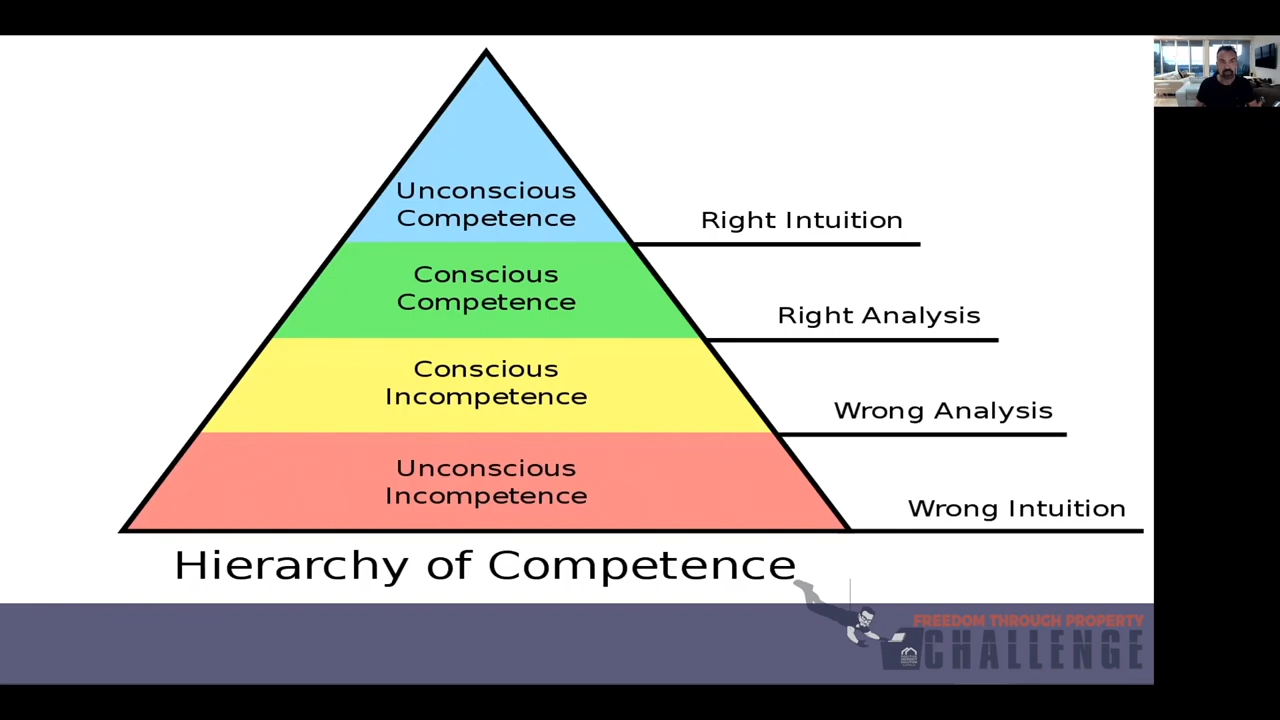 Unconscious
Competence
Right Intuition
Conscious
Competence
Right Analysis
Conscious
Incompetence
Wrong Analysis
Unconscious
Incompetence
Wrong Intuition
Hierarchy of Competence
FREEDOM THROUGH PROPERTY
CHALLENGE